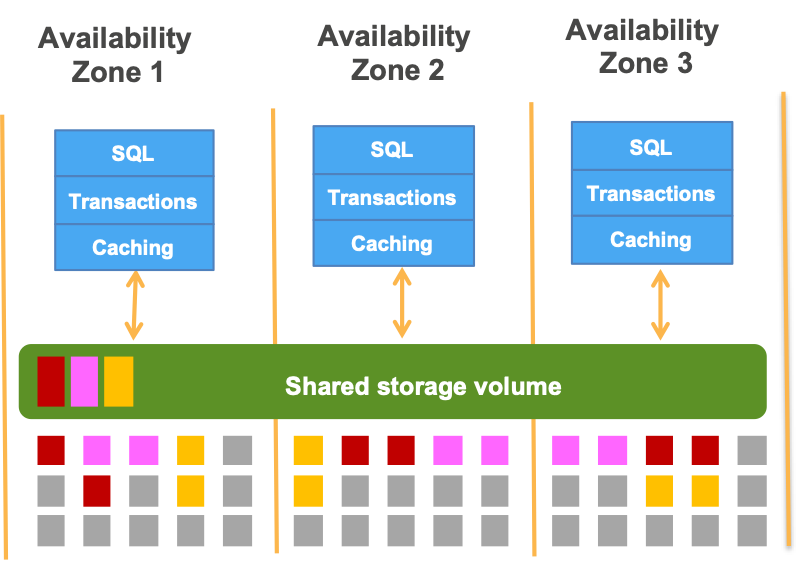 Availability
Zone 1
Availability
Zone 2
Availability
Zone 3
SQL
Transactions
Caching
SQL
Transactions
Caching
SQL
Transactions
Caching
Shared storage volume